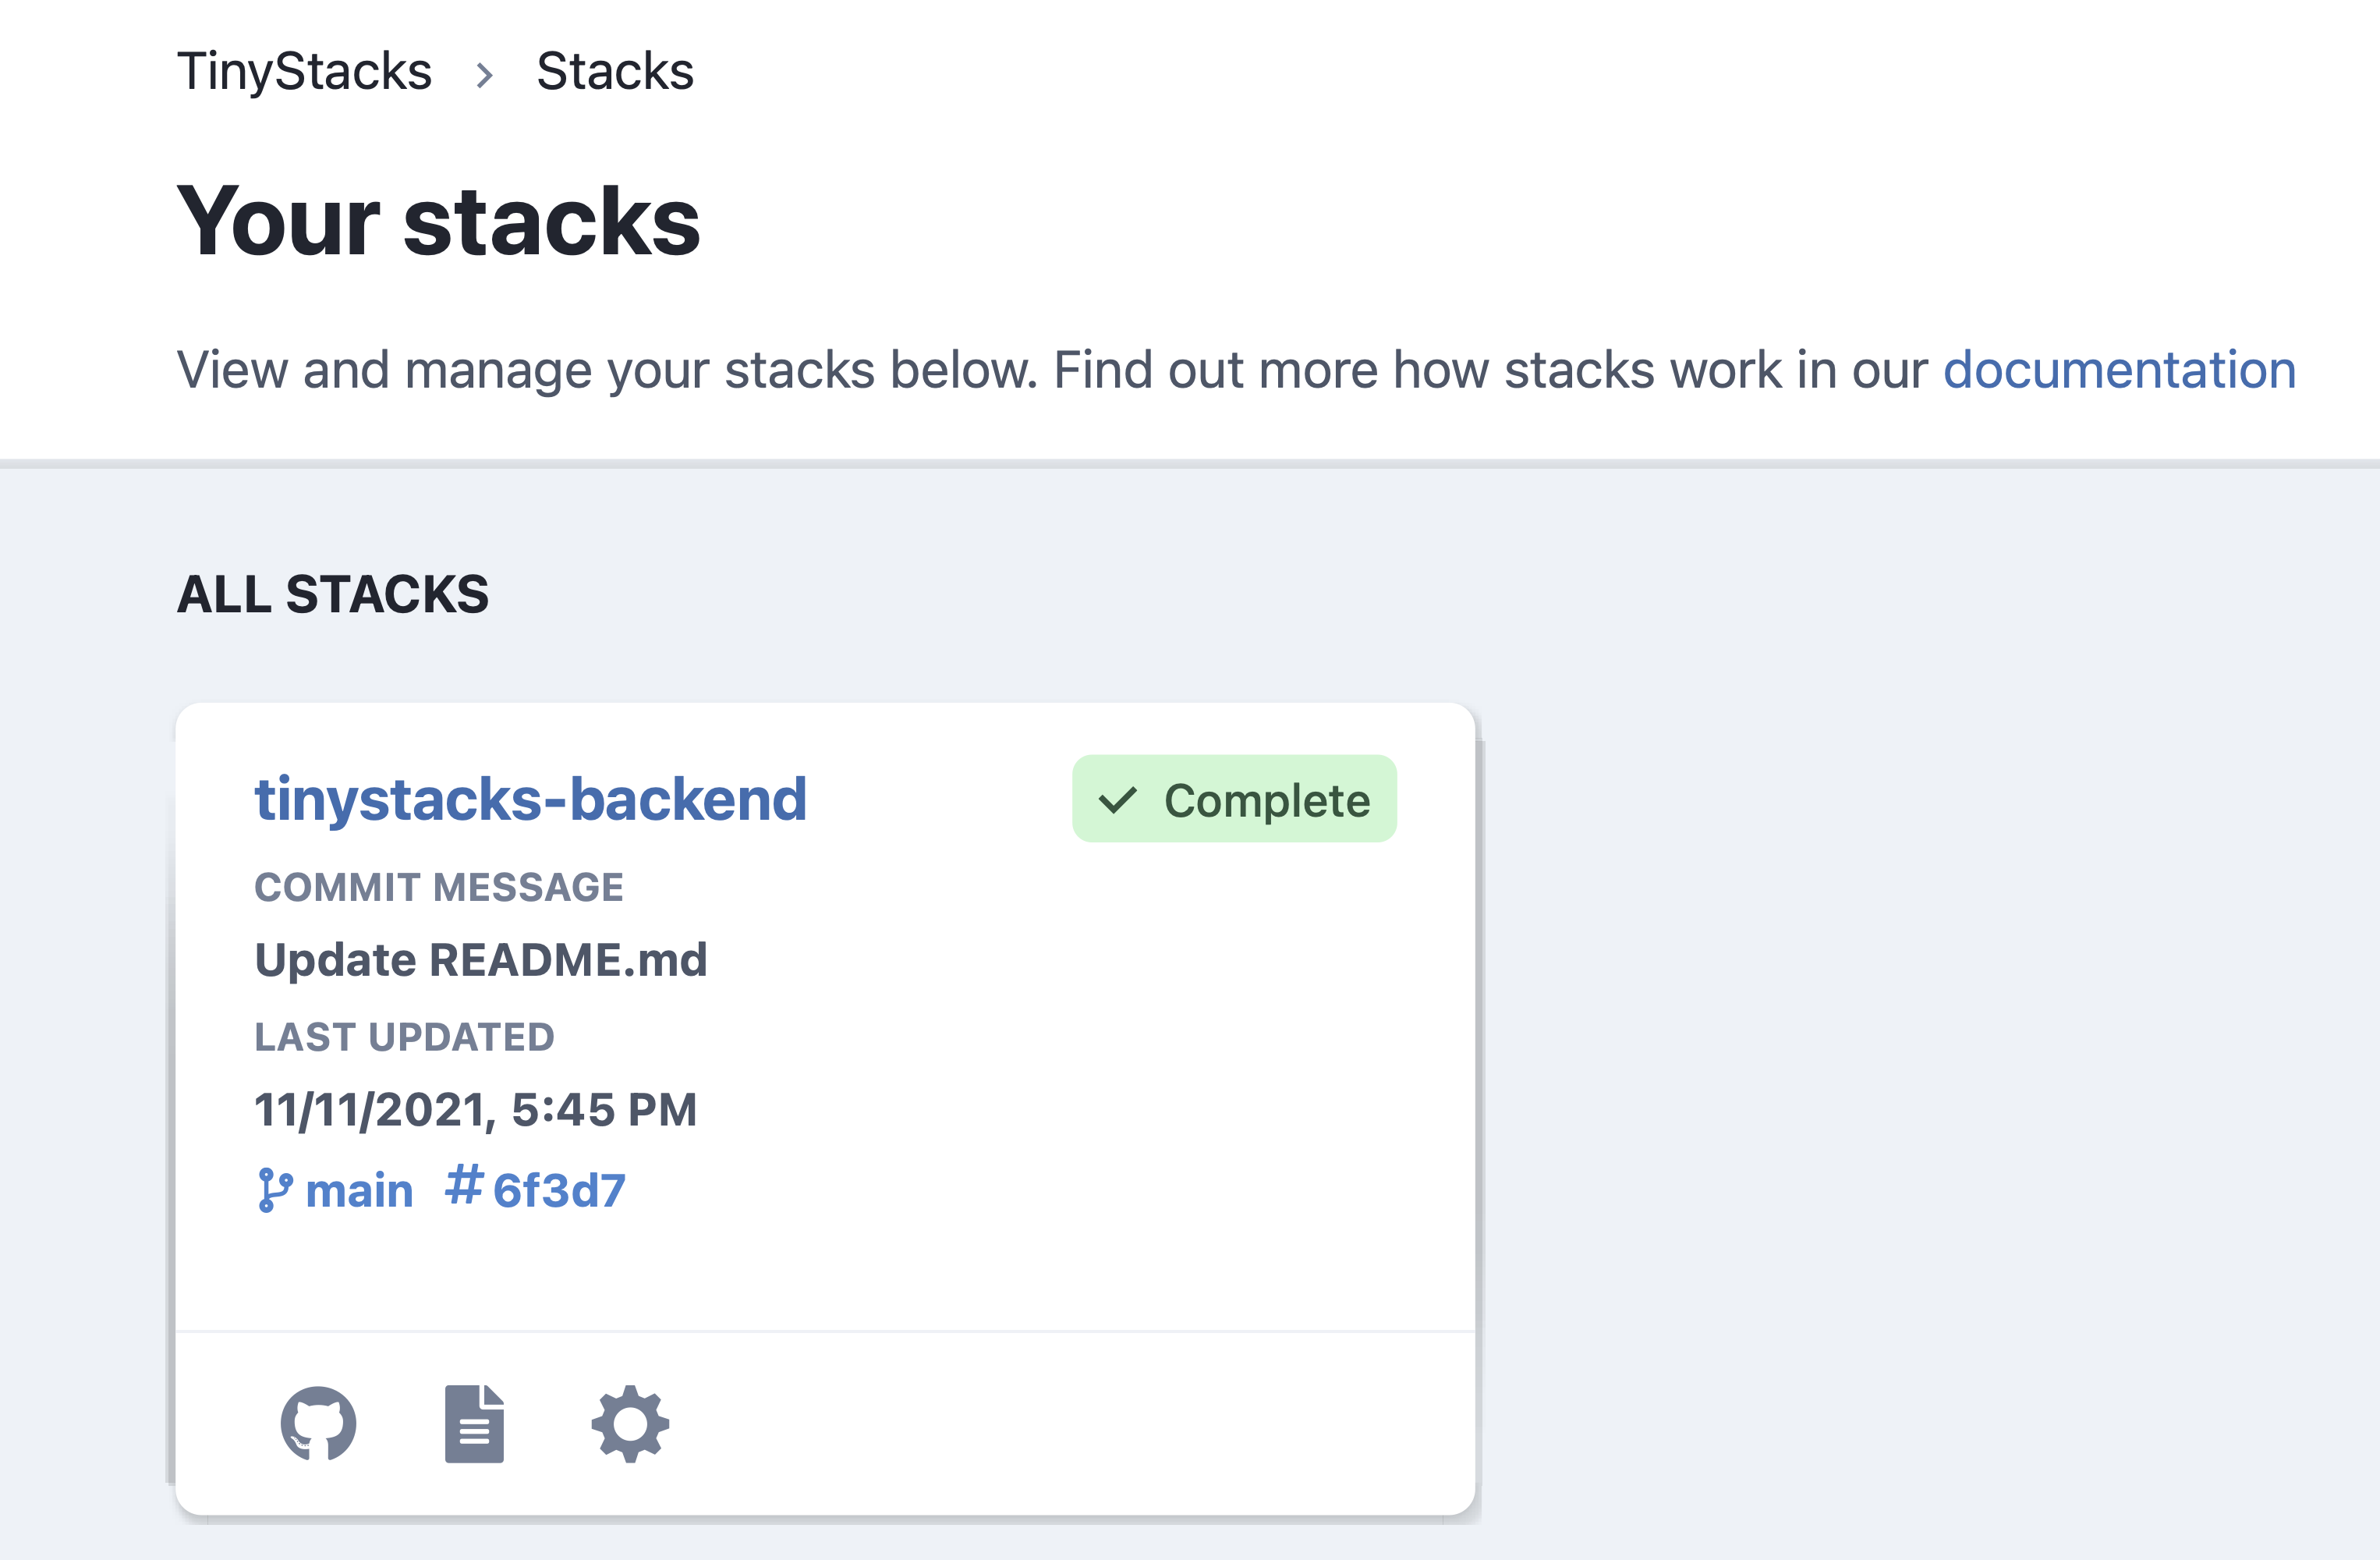 TinyStacks > Stacks
Your stacks
View and manage your stacks below. Find out more how stacks work in our documentation
ALL STACKS
tinystacks-backend
Complete
COMMIT MESSAGE
Update README.md
LAST UPDATED
11/11/2021, 5:45 PM
main #6f3d7